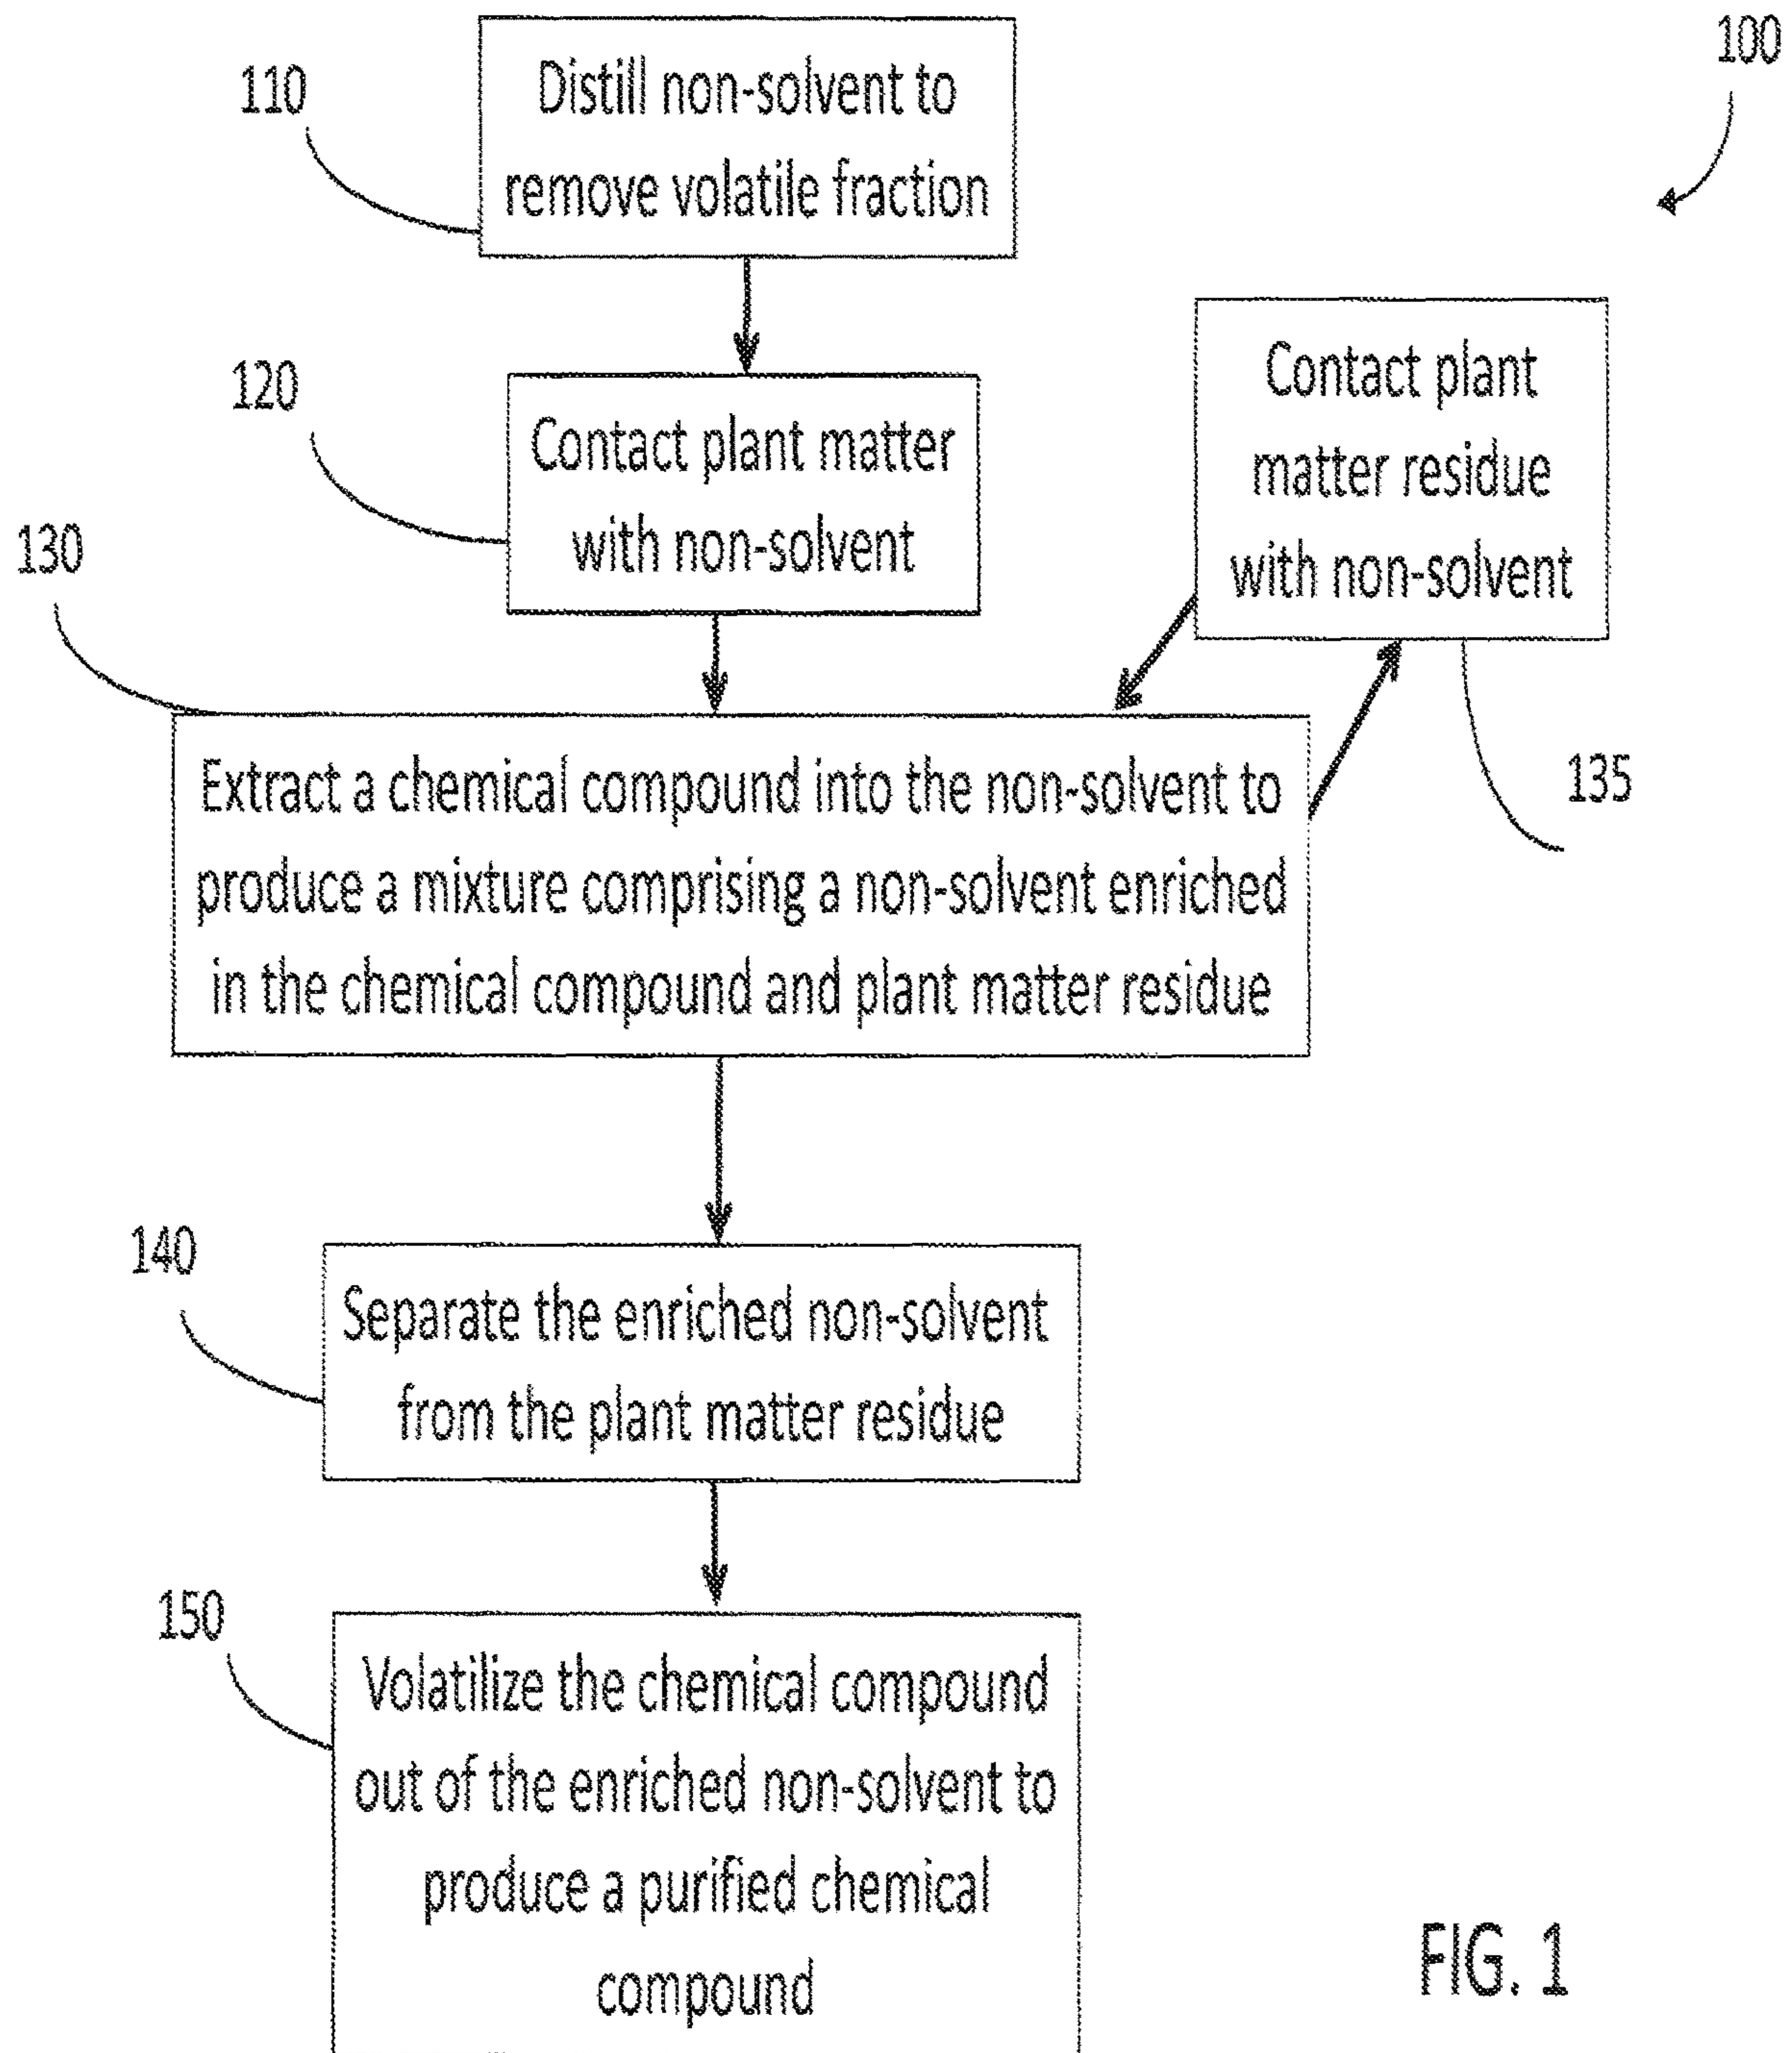 100
110
Distill non-solvent to
remove volatile fraction
120
Contact plant matter
with non-solvent
Contact plant
matter residue
with non-solvent
130
135
Extract a chemical compound into the non-solvent to
produce a mixture comprising a non-solvent enriched
in the chemical compound and plant matter residue
140
Separate the enriched non-solvent
from the plant matter residue
150
Volatilize the chemical compound
out of the enriched non-solvent to
produce a purified chemical
compound
FIG. 1